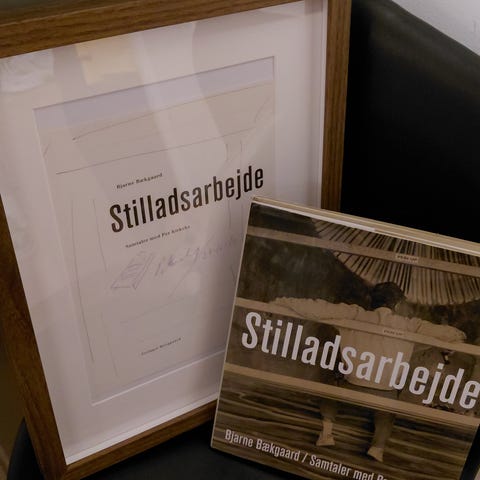 Bjarne Bækgaard
Stilladsarbejde
Samtaler med Per Kirkeby
Stilladsarbejde
Bjarne Bækgaard / Samtaler med